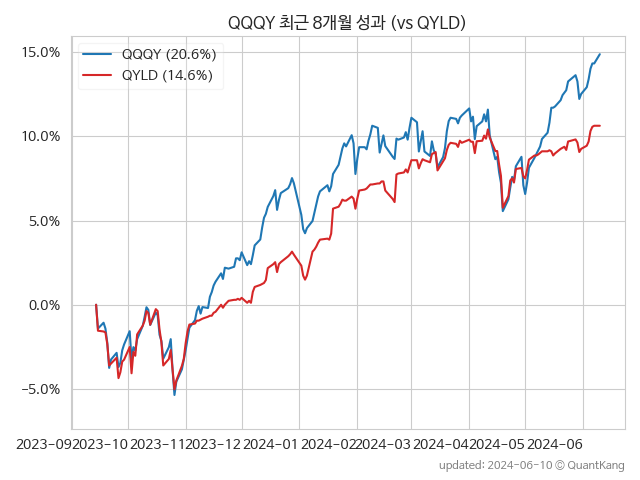 QQQY 최근 8개월 성과 (vs QYLD)
15.0%
10.0%
5.0%
0.0%
−5.0%
QQQY (20.6%)
QYLD (14.6%)
2023-09 2023-10 2023-11 2023-12 2024-01 2024-02 2024-03 2024-04 2024-05 2024-06
updated: 2024-06-10 © QuantKang